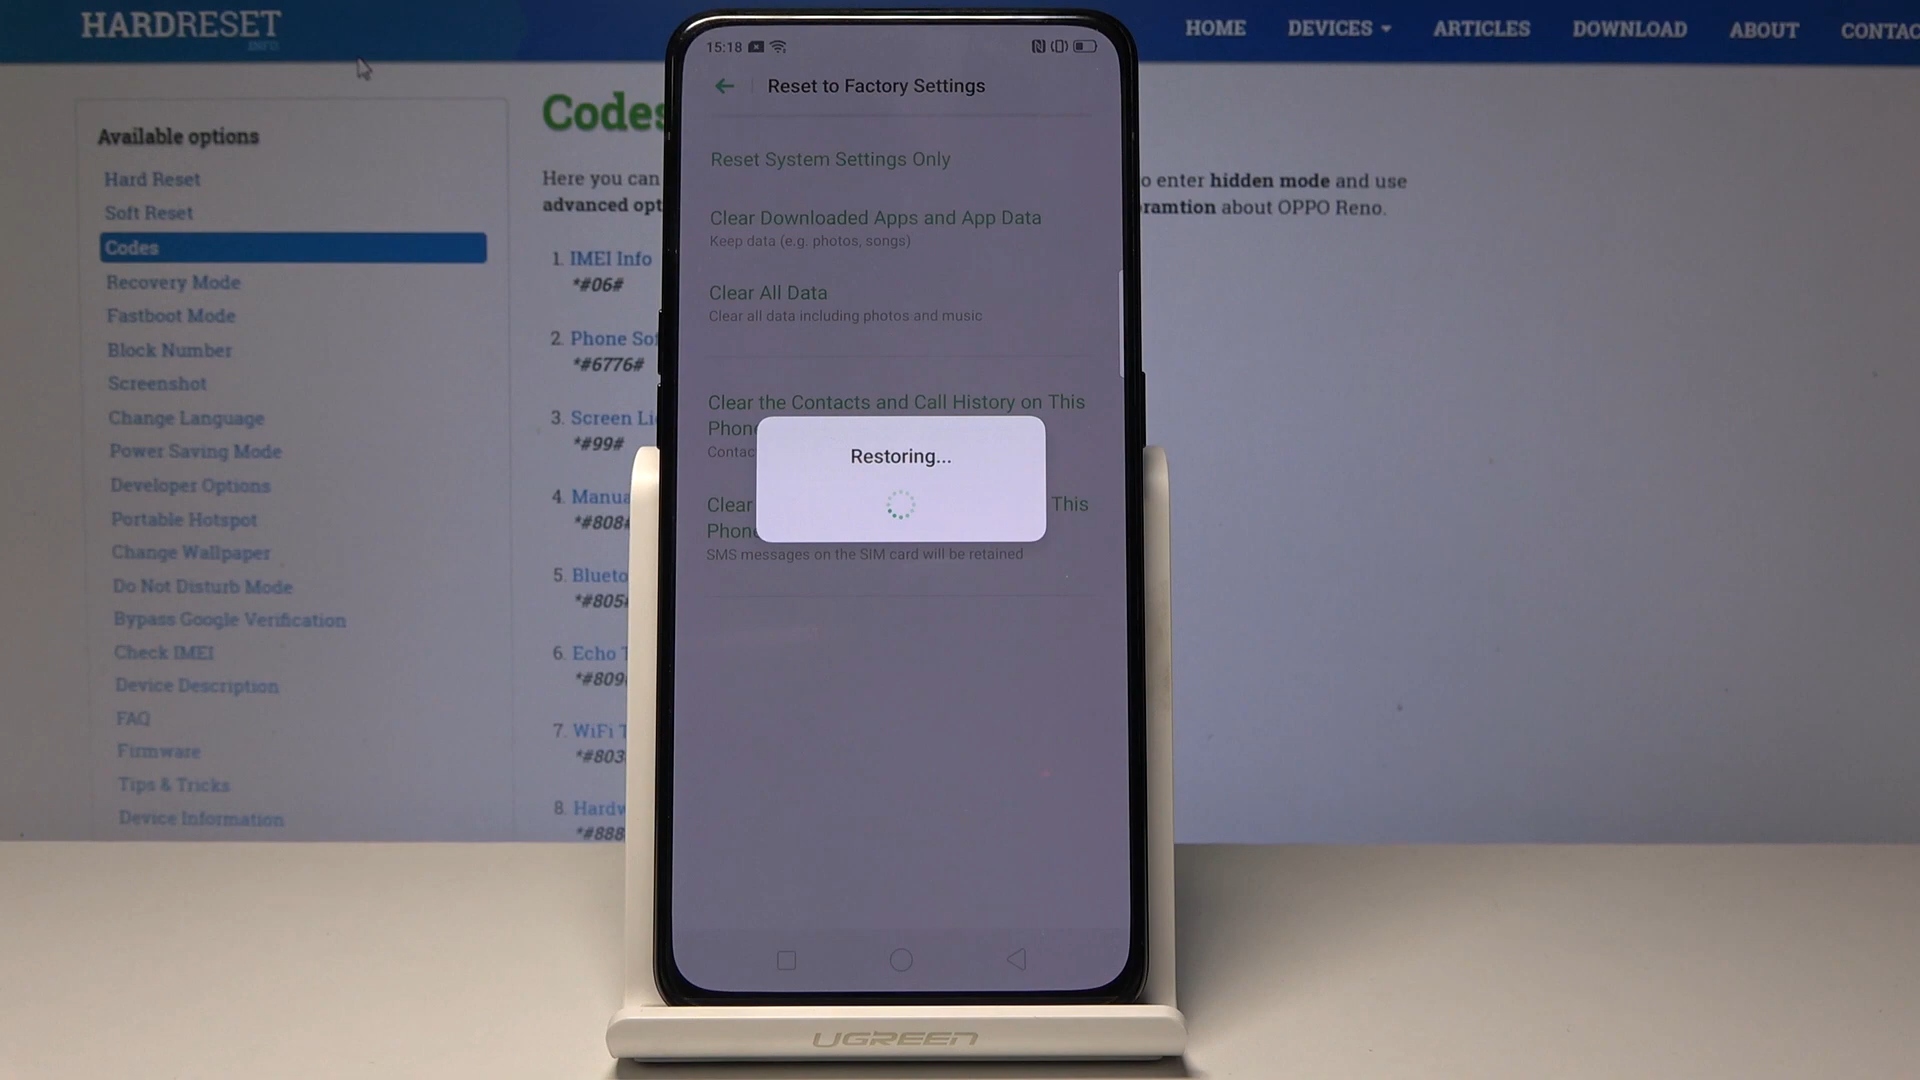 HARDRESET
INFO
HOME
DEVICES
ARTICLES
DOWNLOAD
ABOUT
CONTAC
Available options
Hard Reset
Soft Reset
Codes
Recovery Mode
Fastboot Mode
Block Number
Screenshot
Change Language
Power Saving Mode
Developer Options
Portable Hotspot
Change Wallpaper
Do Not Disturb Mode
Bypass Google Verification
Check IMEI
Device Description
FAQ
Firmware
Tips & Tricks
Device Information
Codes
Here you can
advanced opt
o enter hidden mode and use
ramtion about OPPO Reno.
1. IMEI Info
*#06#
2. Phone Sof
*#6776#
3. Screen Li
*#99#
4. Manua
*#808#
5. Blueto
*#805#
6. Echo T
*#809
7. WiFi T
*#803
8. Hardw
*#888
15:18
Reset to Factory Settings
Reset System Settings Only
Clear Downloaded Apps and App Data
Keep data (e.g. photos, songs)
Clear All Data
Clear all data including photos and music
Clear the Contacts and Call History on This
Phone
Contac
Restoring...
Clear
This
Phone
SMS messages on the SIM card will be retained
UGREEN